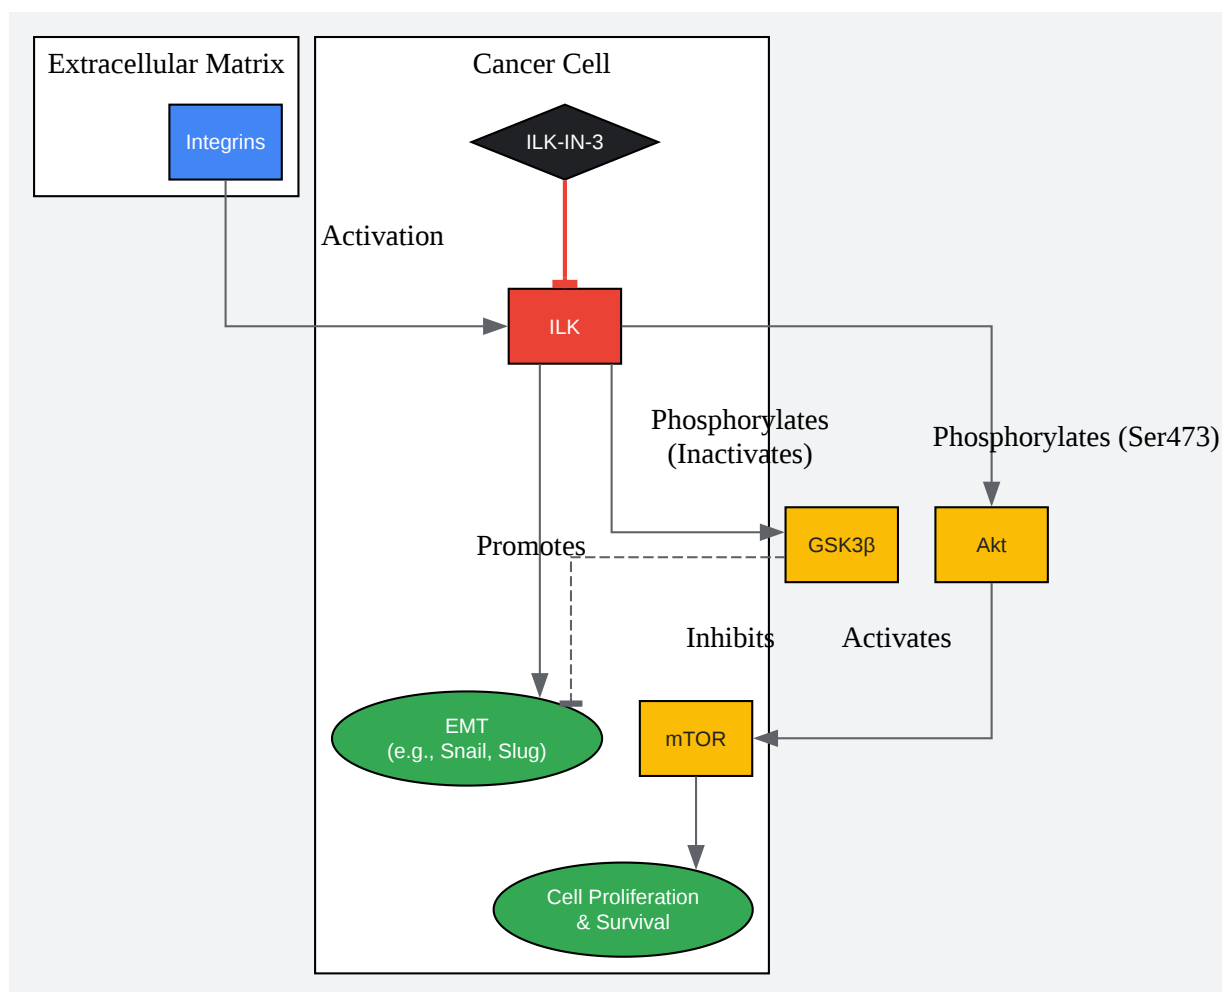 Extracellular Matrix
Cancer Cell
Integrins
ILK-IN-3
Activation
ILK
Phosphorylates
(Inactivates)
Phosphorylates (Ser473)
Promotes
GSK3β
Akt
Inhibits
Activates
EMT
(e.g., Snail, Slug)
mTOR
Cell Proliferation
& Survival